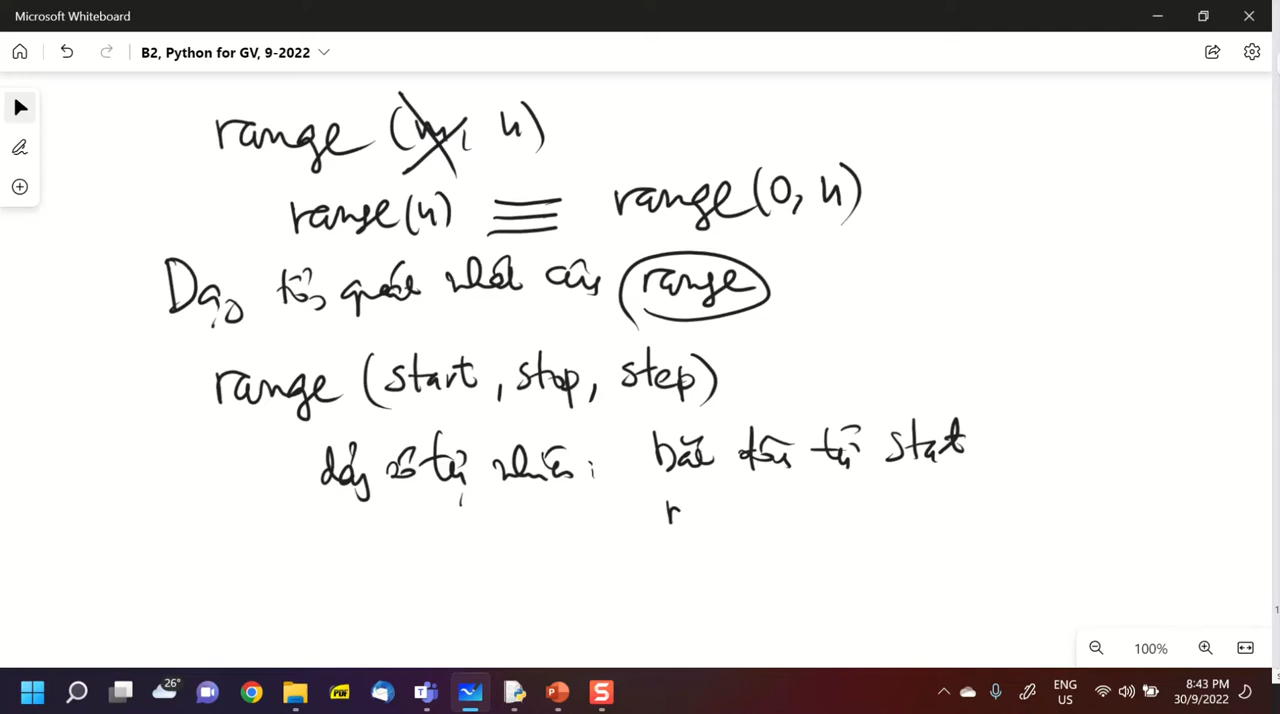 Microsoft Whiteboard
B2, Python for GV, 9-2022
range (m, n)
range(n) ≡ range(0, n)
Dạng tổng quát nhất của range
range (start, stop, step)
dãy số tự nhiên: bắt đầu từ start
r
100%
26°
PDF
S
ENG
US
8:43 PM
30/9/2022